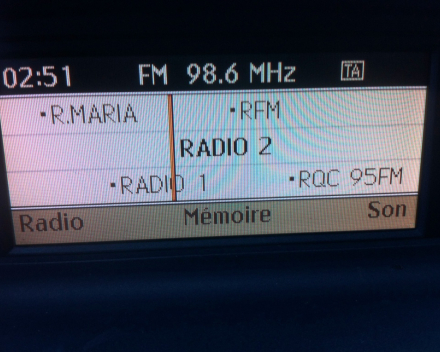 02:51 FM 98.6 MHz TA
▪R.MARIA ▪RFM
RADIO 2
▪RADIO 1 ▪RQC 95FM
Radio Mémoire Son